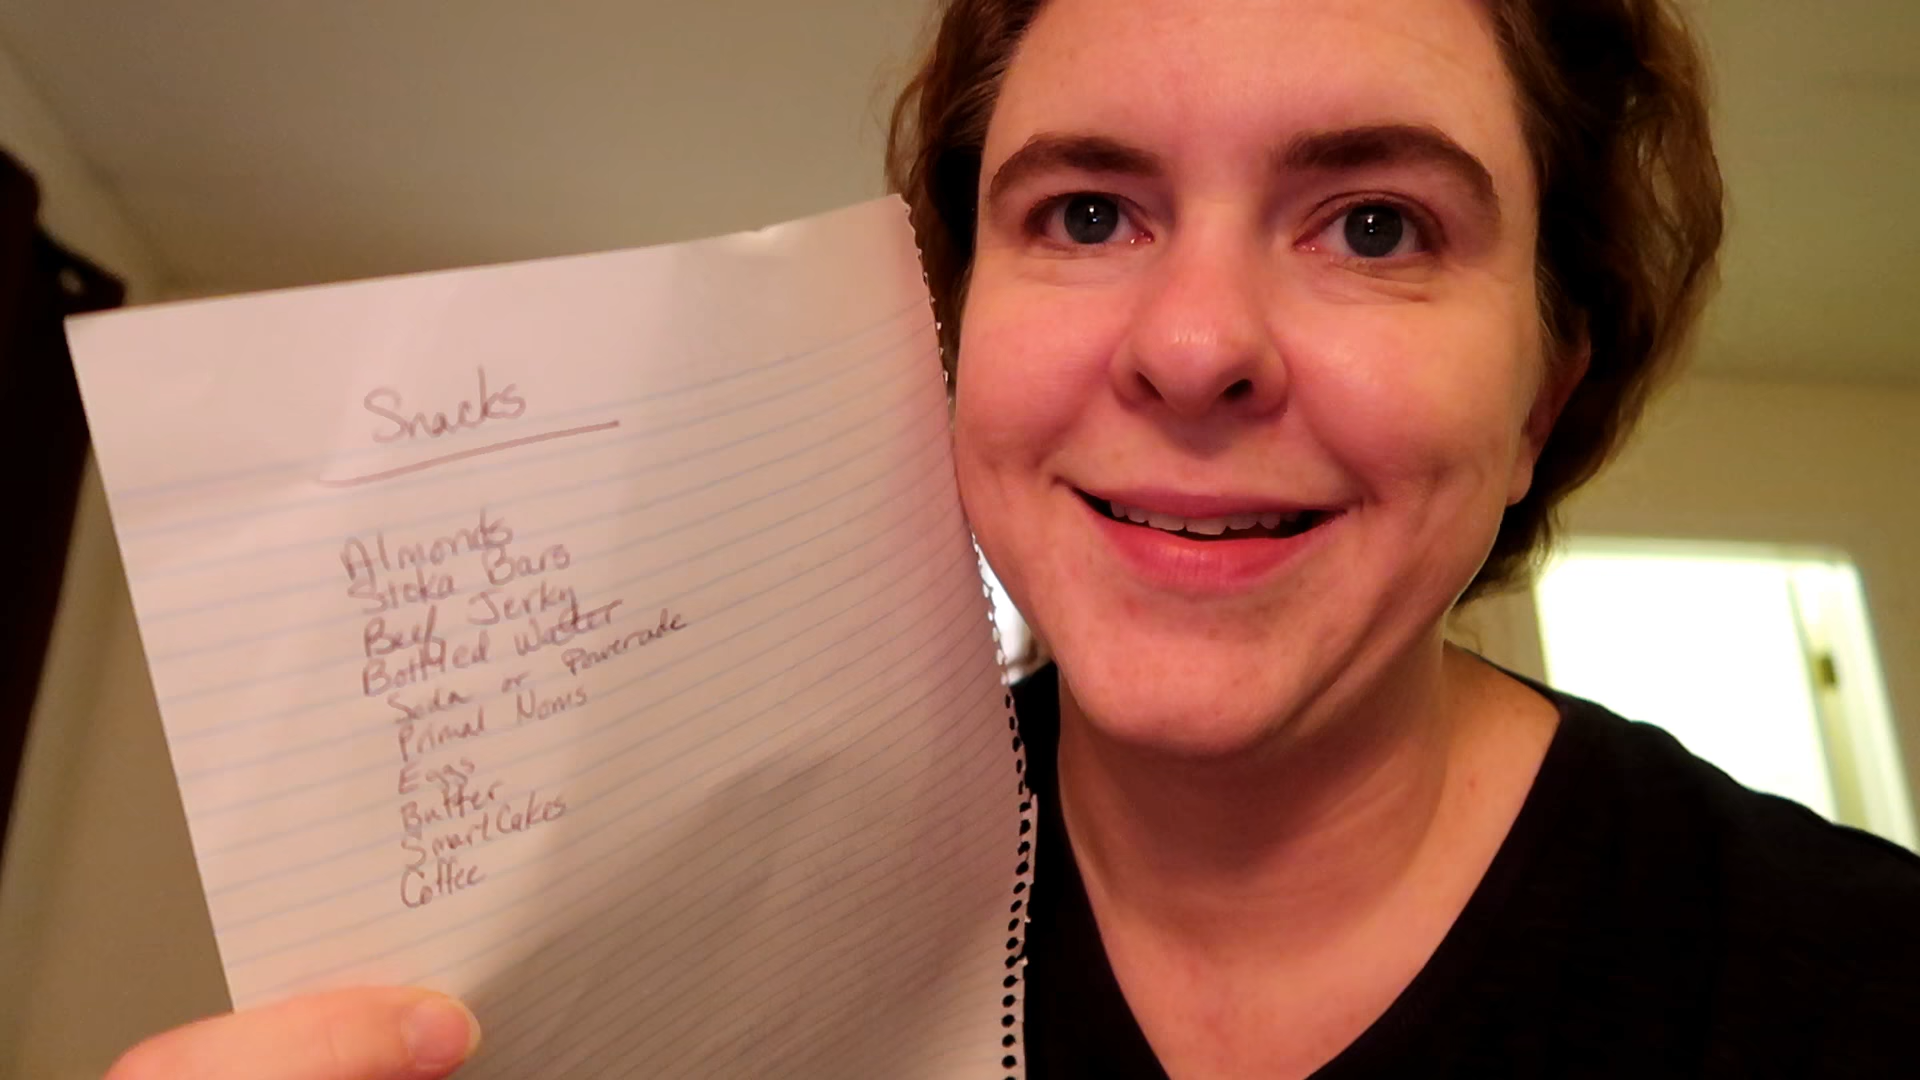 Snacks
Almonds
Stoka Bars
Beef Jerky
Bottled Water
Soda or Powerade
Primal Noms
Eggs
Butter
SmartCakes
Coffee